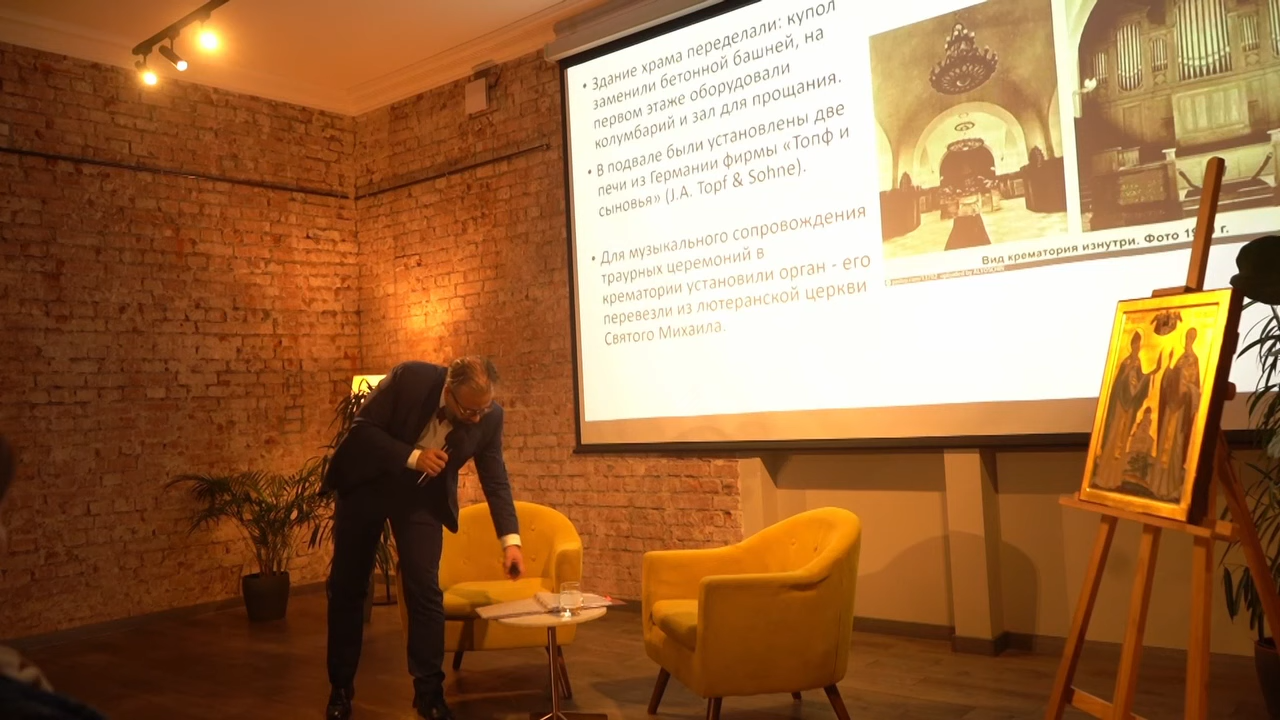 • Здание храма переделали: купол
заменили бетонной башней, на
первом этаже оборудовали
колумбарий и зал для прощания.
• В подвале были установлены две
печи из Германии фирмы «Топф и
сыновья» (J.A. Topf & Sohne).
• Для музыкального сопровождения
траурных церемоний в
крематории установили орган - его
перевезли из лютеранской церкви
Святого Михаила.
Вид крематория изнутри. Фото г.